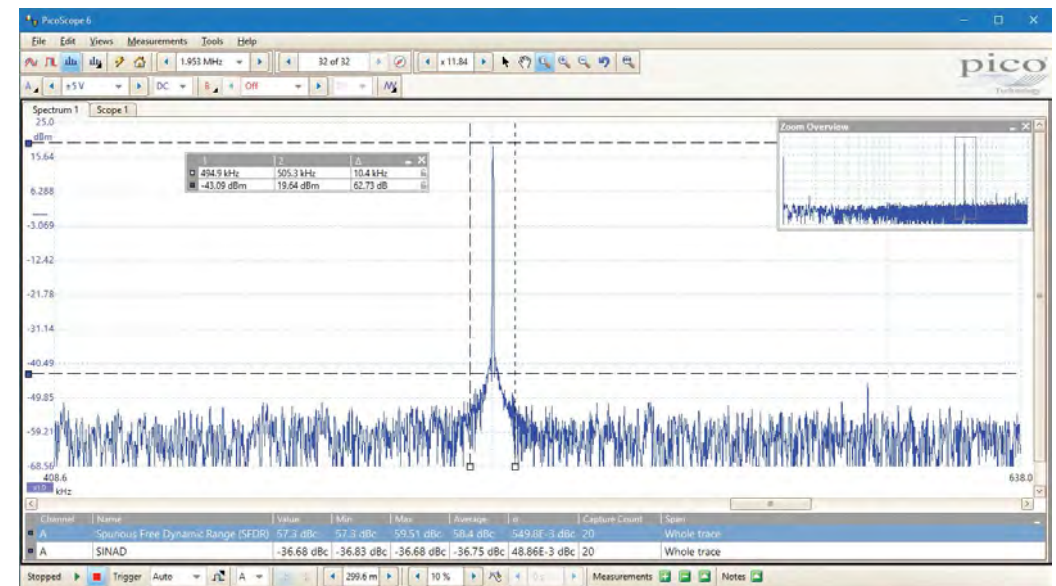 PicoScope 6
File Edit Views Measurements Tools Help
1.953 MHz 32 of 32 x 11.84
pico
Technology
A ±5 V DC B Off
Spectrum 1 Scope 1
25.0
dBm
15.64
6.288
-3.069
-12.42
-21.78
-31.14
-40.49
-49.85
-59.21
-68.56
1 2 Δ
494.9 kHz 505.3 kHz 10.4 kHz
-43.09 dBm 19.64 dBm 62.73 dB
Zoom Overview
408.6 638.0
x1.0 kHz
Channel Name Value Min Max Average σ Capture Count Span
A Spurious Free Dynamic Range (SFDR) 57.3 dBc 57.3 dBc 59.51 dBc 58.4 dBc 549.8E-3 dBc 20 Whole trace
A SINAD -36.68 dBc -36.83 dBc -36.68 dBc -36.75 dBc 48.86E-3 dBc 20 Whole trace
Stopped Trigger Auto A 299.6 m 10 % Measurements Notes